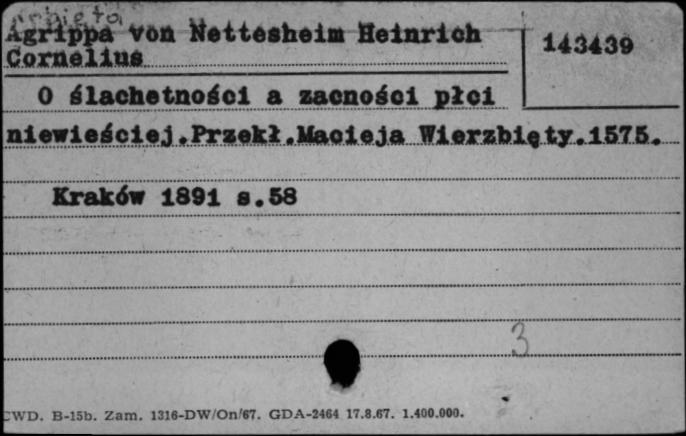 Agrippa von Nettesheim Heinrich
Cornelius
143439
O ślachetności a zacności płci
niewieściej.Przekł.Macieja Wierzbięty.1575.
Kraków 1891 s.58
3
CWD. B-15b. Zam. 1316-DW/On/67. GDA-2464 17.8.67. 1.400.000.